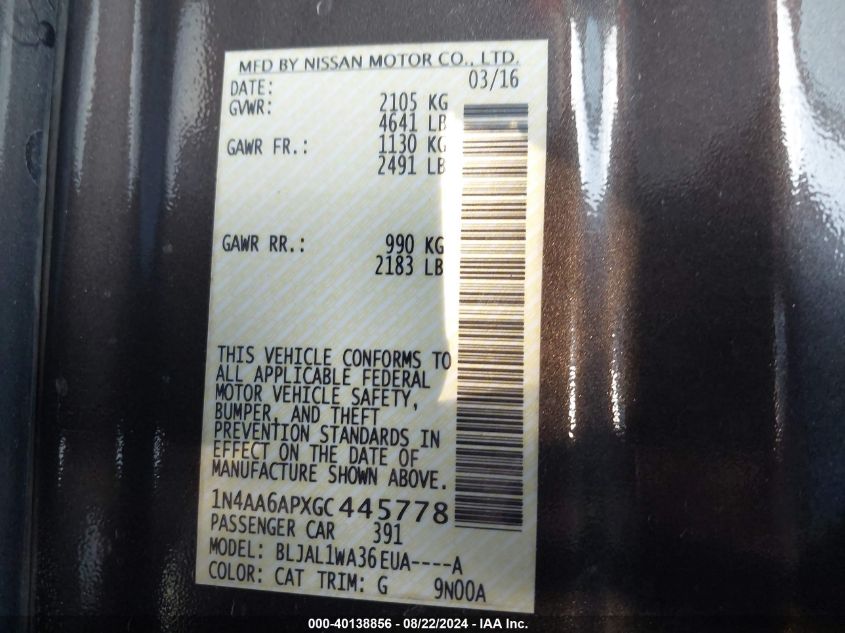 MFD BY NISSAN MOTOR CO., LTD.
DATE: 03/16
GVWR: 2105 KG
4641 LB
GAWR FR.: 1130 KG
2491 LB
GAWR RR.: 990 KG
2183 LB
THIS VEHICLE CONFORMS TO
ALL APPLICABLE FEDERAL
MOTOR VEHICLE SAFETY,
BUMPER, AND THEFT
PREVENTION STANDARDS IN
EFFECT ON THE DATE OF
MANUFACTURE SHOWN ABOVE.
1N4AA6APXGC445778
PASSENGER CAR 391
MODEL: BLJAL1WA36EUA----A
COLOR: CAT TRIM: G 9N00A
000-40138856 - 08/22/2024 - IAA Inc.